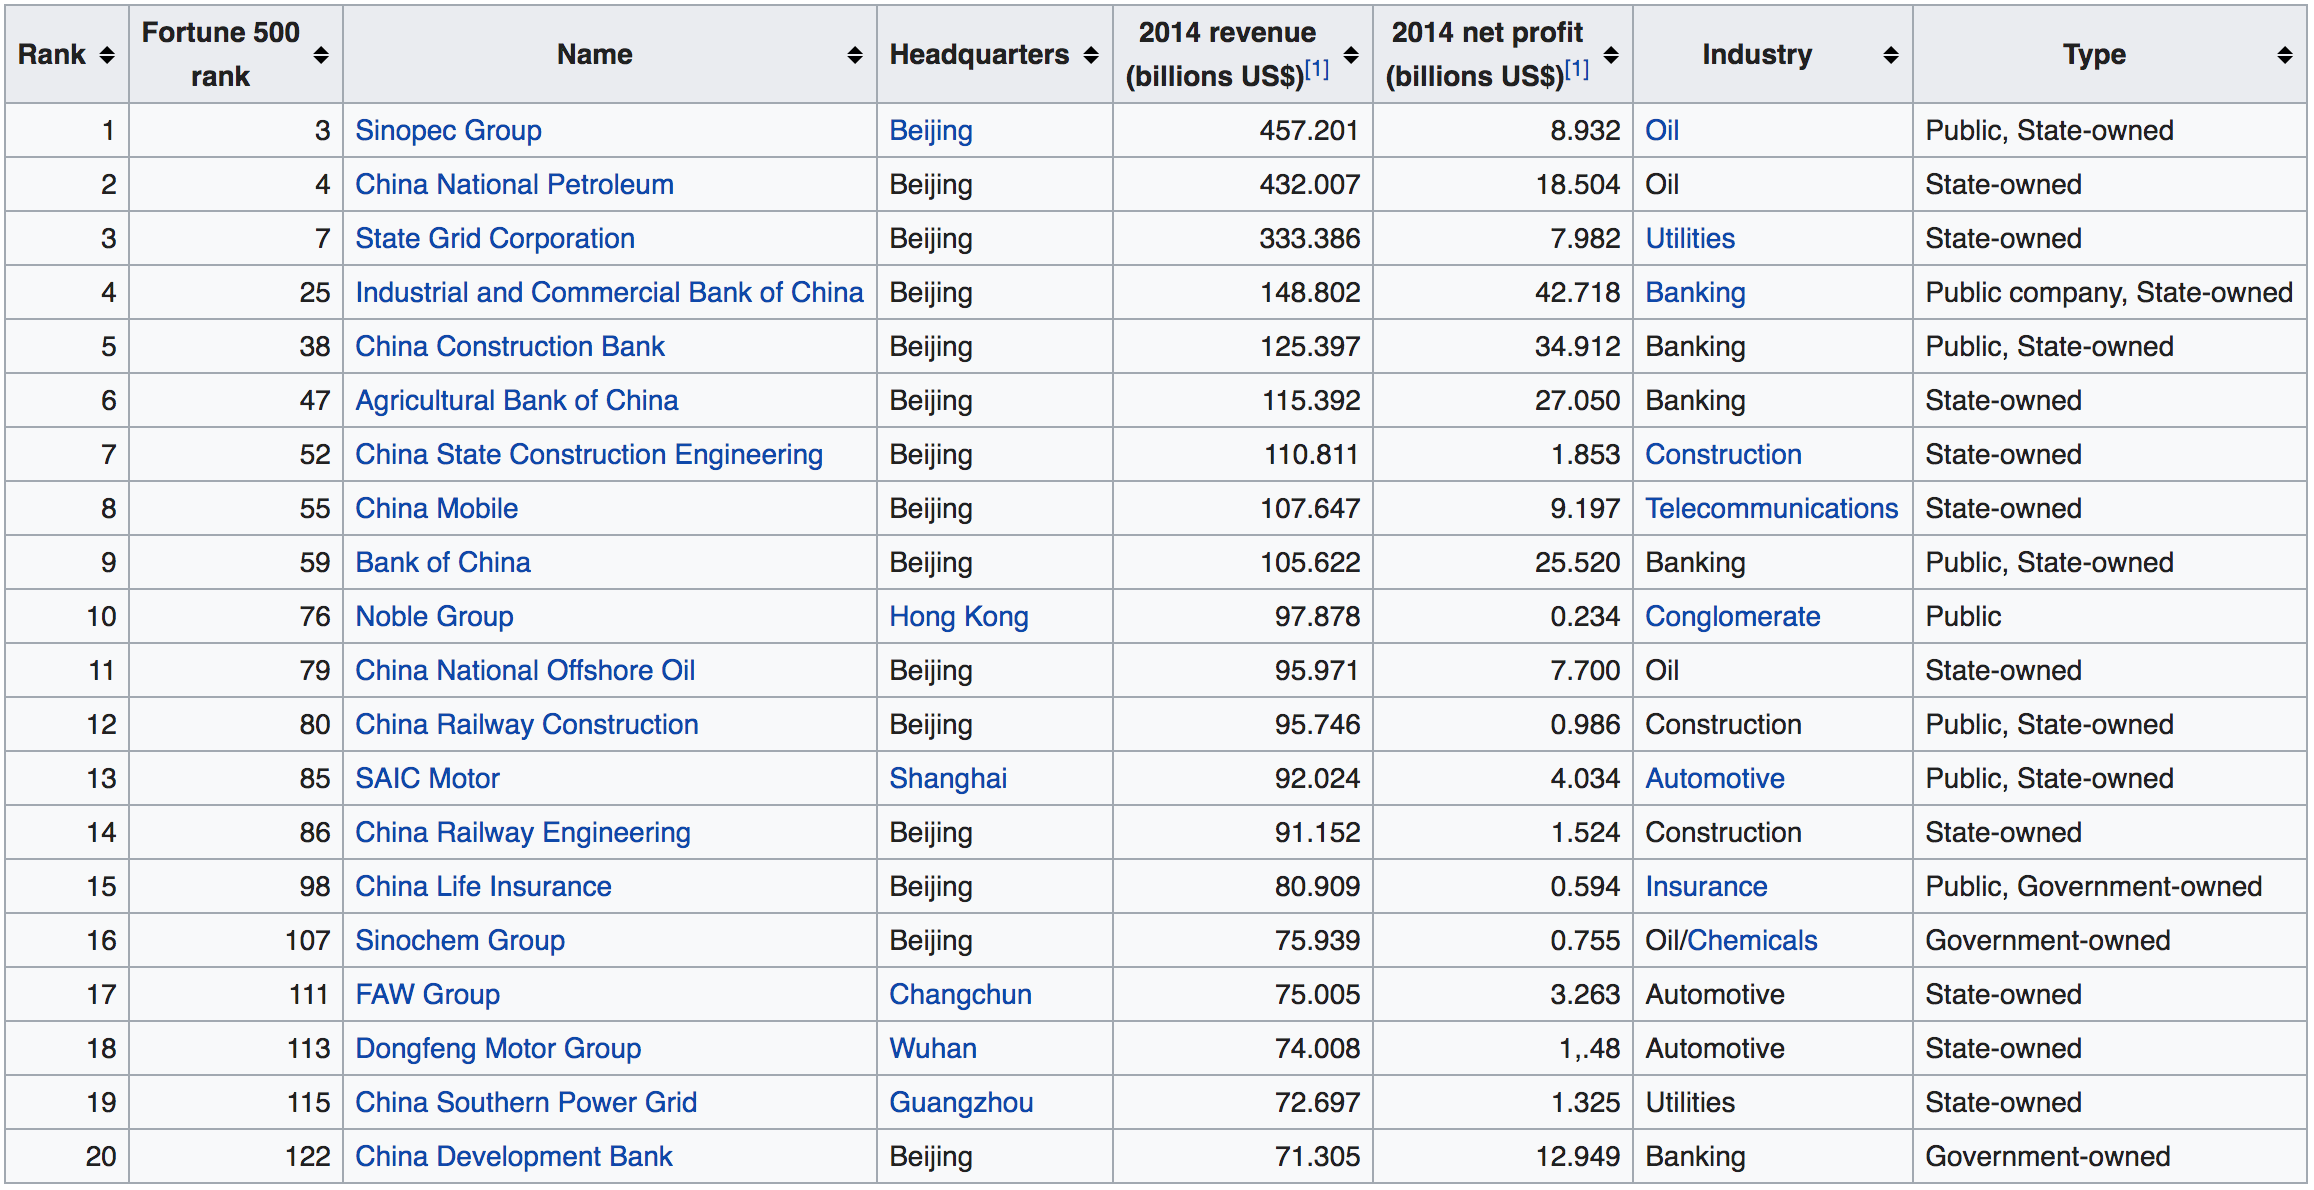 Rank Fortune 500 rank Name Headquarters 2014 revenue (billions US$)[1] 2014 net profit (billions US$)[1] Industry Type
1 3 Sinopec Group Beijing 457.201 8.932 Oil Public, State-owned
2 4 China National Petroleum Beijing 432.007 18.504 Oil State-owned
3 7 State Grid Corporation Beijing 333.386 7.982 Utilities State-owned
4 25 Industrial and Commercial Bank of China Beijing 148.802 42.718 Banking Public company, State-owned
5 38 China Construction Bank Beijing 125.397 34.912 Banking Public, State-owned
6 47 Agricultural Bank of China Beijing 115.392 27.050 Banking State-owned
7 52 China State Construction Engineering Beijing 110.811 1.853 Construction State-owned
8 55 China Mobile Beijing 107.647 9.197 Telecommunications State-owned
9 59 Bank of China Beijing 105.622 25.520 Banking Public, State-owned
10 76 Noble Group Hong Kong 97.878 0.234 Conglomerate Public
11 79 China National Offshore Oil Beijing 95.971 7.700 Oil State-owned
12 80 China Railway Construction Beijing 95.746 0.986 Construction Public, State-owned
13 85 SAIC Motor Shanghai 92.024 4.034 Automotive Public, State-owned
14 86 China Railway Engineering Beijing 91.152 1.524 Construction State-owned
15 98 China Life Insurance Beijing 80.909 0.594 Insurance Public, Government-owned
16 107 Sinochem Group Beijing 75.939 0.755 Oil/Chemicals Government-owned
17 111 FAW Group Changchun 75.005 3.263 Automotive State-owned
18 113 Dongfeng Motor Group Wuhan 74.008 1,.48 Automotive State-owned
19 115 China Southern Power Grid Guangzhou 72.697 1.325 Utilities State-owned
20 122 China Development Bank Beijing 71.305 12.949 Banking Government-owned